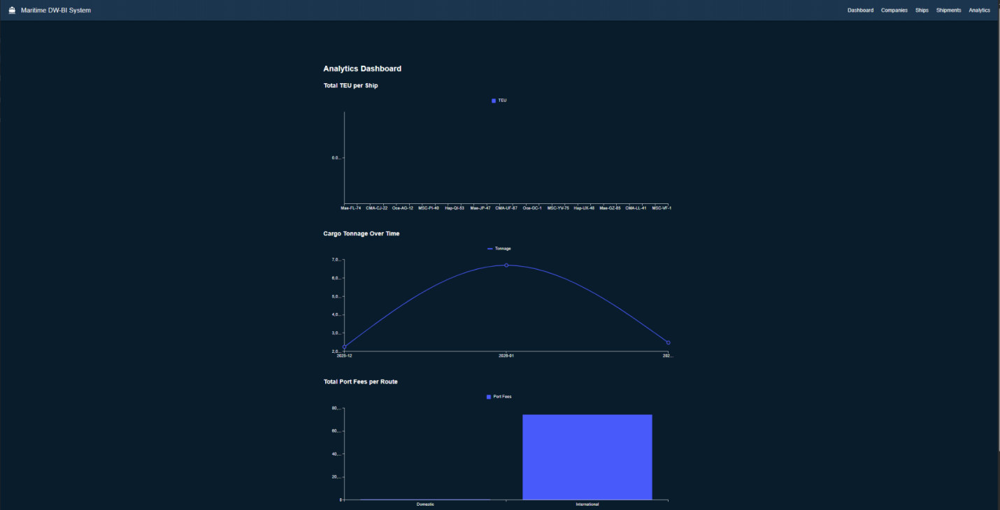 Maritime DW-BI System
Dashboard Companies Ships Shipments Analytics
Analytics Dashboard
Total TEU per Ship
TEU
0.0...
Mae-FL-74 CMA-CJ-22 Oce-AG-12 MSC-PI-40 Hap-QI-53 Mae-JP-47 CMA-UF-87 Oce-GC-1 MSC-YV-75 Hap-UX-48 Mae-GZ-85 CMA-LL-41 MSC-VF-1
Cargo Tonnage Over Time
Tonnage
7,0...
6,0...
5,0...
4,0...
3,0...
2,0...
2025-12 2026-01 202...
Total Port Fees per Route
Port Fees
80,...
60,...
40,...
20,...
0
Domestic International